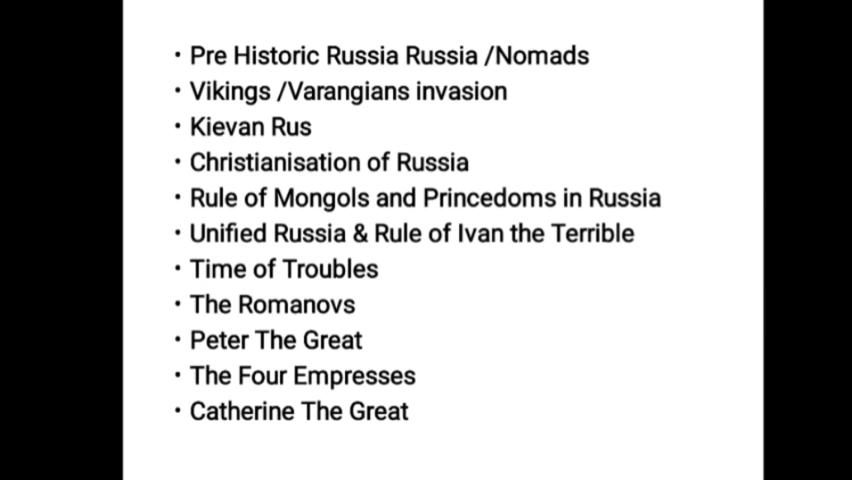 • Pre Historic Russia Russia /Nomads
• Vikings /Varangians invasion
• Kievan Rus
• Christianisation of Russia
• Rule of Mongols and Princedoms in Russia
• Unified Russia & Rule of Ivan the Terrible
• Time of Troubles
• The Romanovs
• Peter The Great
• The Four Empresses
• Catherine The Great